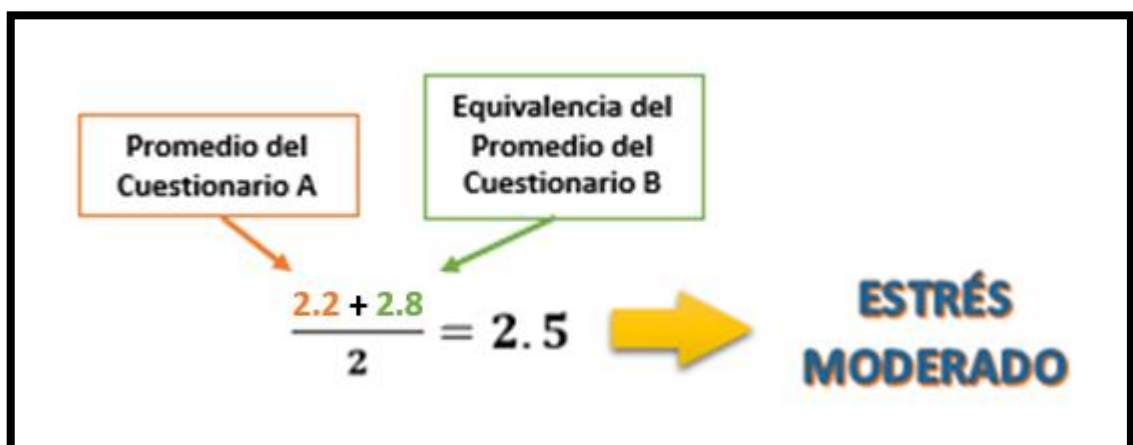 Promedio del
Cuestionario A
Equivalencia del
Promedio del
Cuestionario B
2.2 + 2.8
2
= 2.5
ESTRÉS
MODERADO